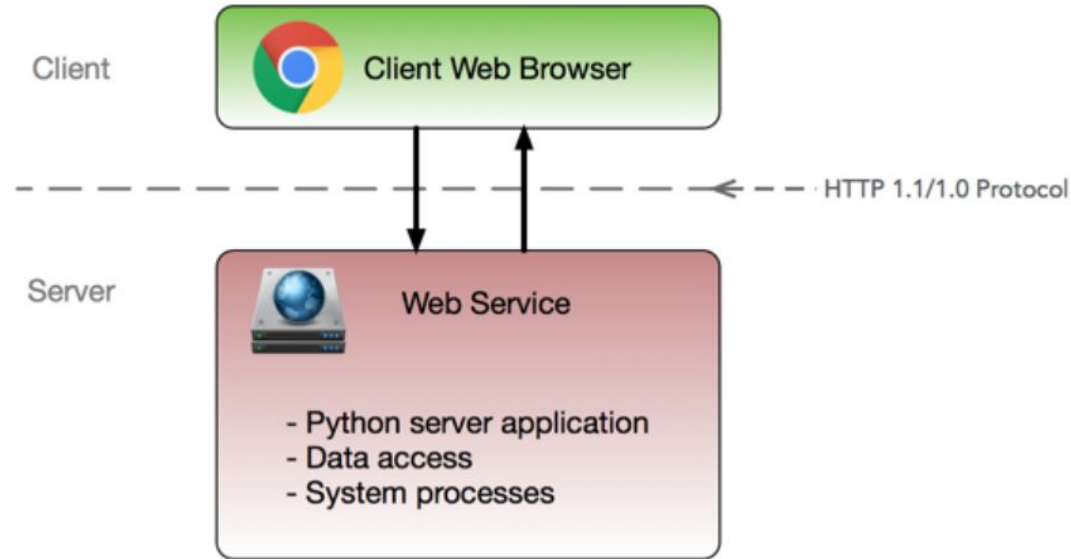 Client
Client Web Browser
HTTP 1.1/1.0 Protocol
Server
Web Service
- Python server application
- Data access
- System processes